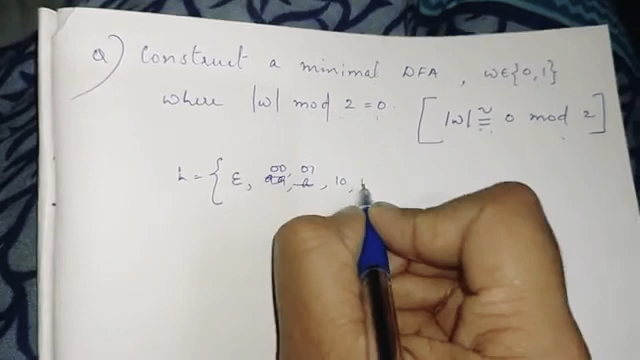 Q) Construct a minimal DFA , w∈{0,1}
where |w| mod 2 = 0. [ |w| ≅ 0 mod 2 ]
L = { ε, 00, 01, 10,